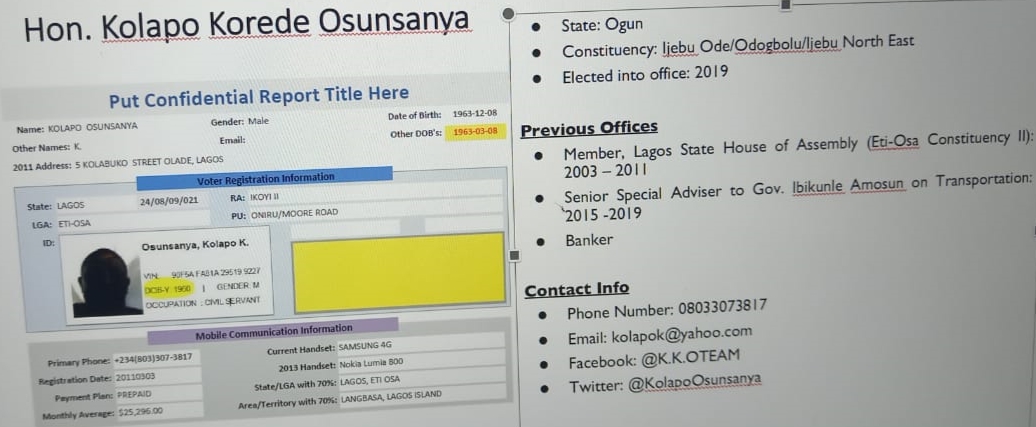 Hon. Kolapo Korede Osunsanya
Put Confidential Report Title Here
Name: KOLAPO OSUNSANYA Gender: Male Date of Birth: 1963-12-08
Other Names: K. Email: Other DOB's: 1963-03-08
2011 Address: 5 KOLABUKO STREET OLADE, LAGOS
Voter Registration Information
State: LAGOS 24/08/09/021 RA: IKOYI II
LGA: ETI-OSA PU: ONIRU/MOORE ROAD
ID: Osunsanya, Kolapo K.
VIN: 90F5A FA81A 29519 9227
DOB-Y: 1960 | GENDER: M
OCCUPATION : CIVIL SERVANT
Mobile Communication Information
Primary Phone: +234(803)307-3817 Current Handset: SAMSUNG 4G
Registration Date: 20110303 2013 Handset: Nokia Lumia 800
Payment Plan: PREPAID State/LGA with 70%: LAGOS, ETI OSA
Monthly Average: $25,296.00 Area/Territory with 70%: LANGBASA, LAGOS ISLAND
• State: Ogun
• Constituency: Ijebu Ode/Odogbolu/Ijebu North East
• Elected into office: 2019
Previous Offices
• Member, Lagos State House of Assembly (Eti-Osa Constituency II):
2003 – 2011
• Senior Special Adviser to Gov. Ibikunle Amosun on Transportation:
2015 -2019
• Banker
Contact Info
• Phone Number: 08033073817
• Email: kolapok@yahoo.com
• Facebook: @K.K.OTEAM
• Twitter: @KolapoOsunsanya